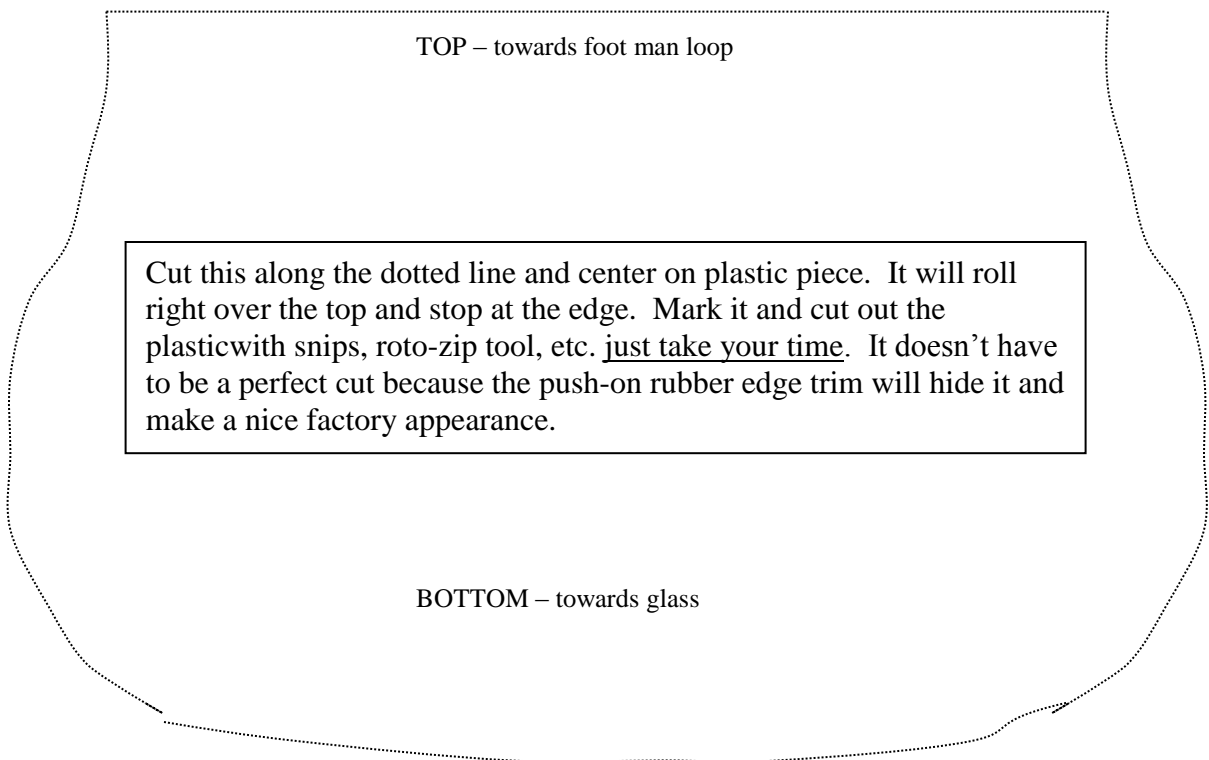 TOP – towards foot man loop
Cut this along the dotted line and center on plastic piece.  It will roll
right over the top and stop at the edge.  Mark it and cut out the
plasticwith snips, roto-zip tool, etc. just take your time.  It doesn’t have
to be a perfect cut because the push-on rubber edge trim will hide it and
make a nice factory appearance.
BOTTOM – towards glass